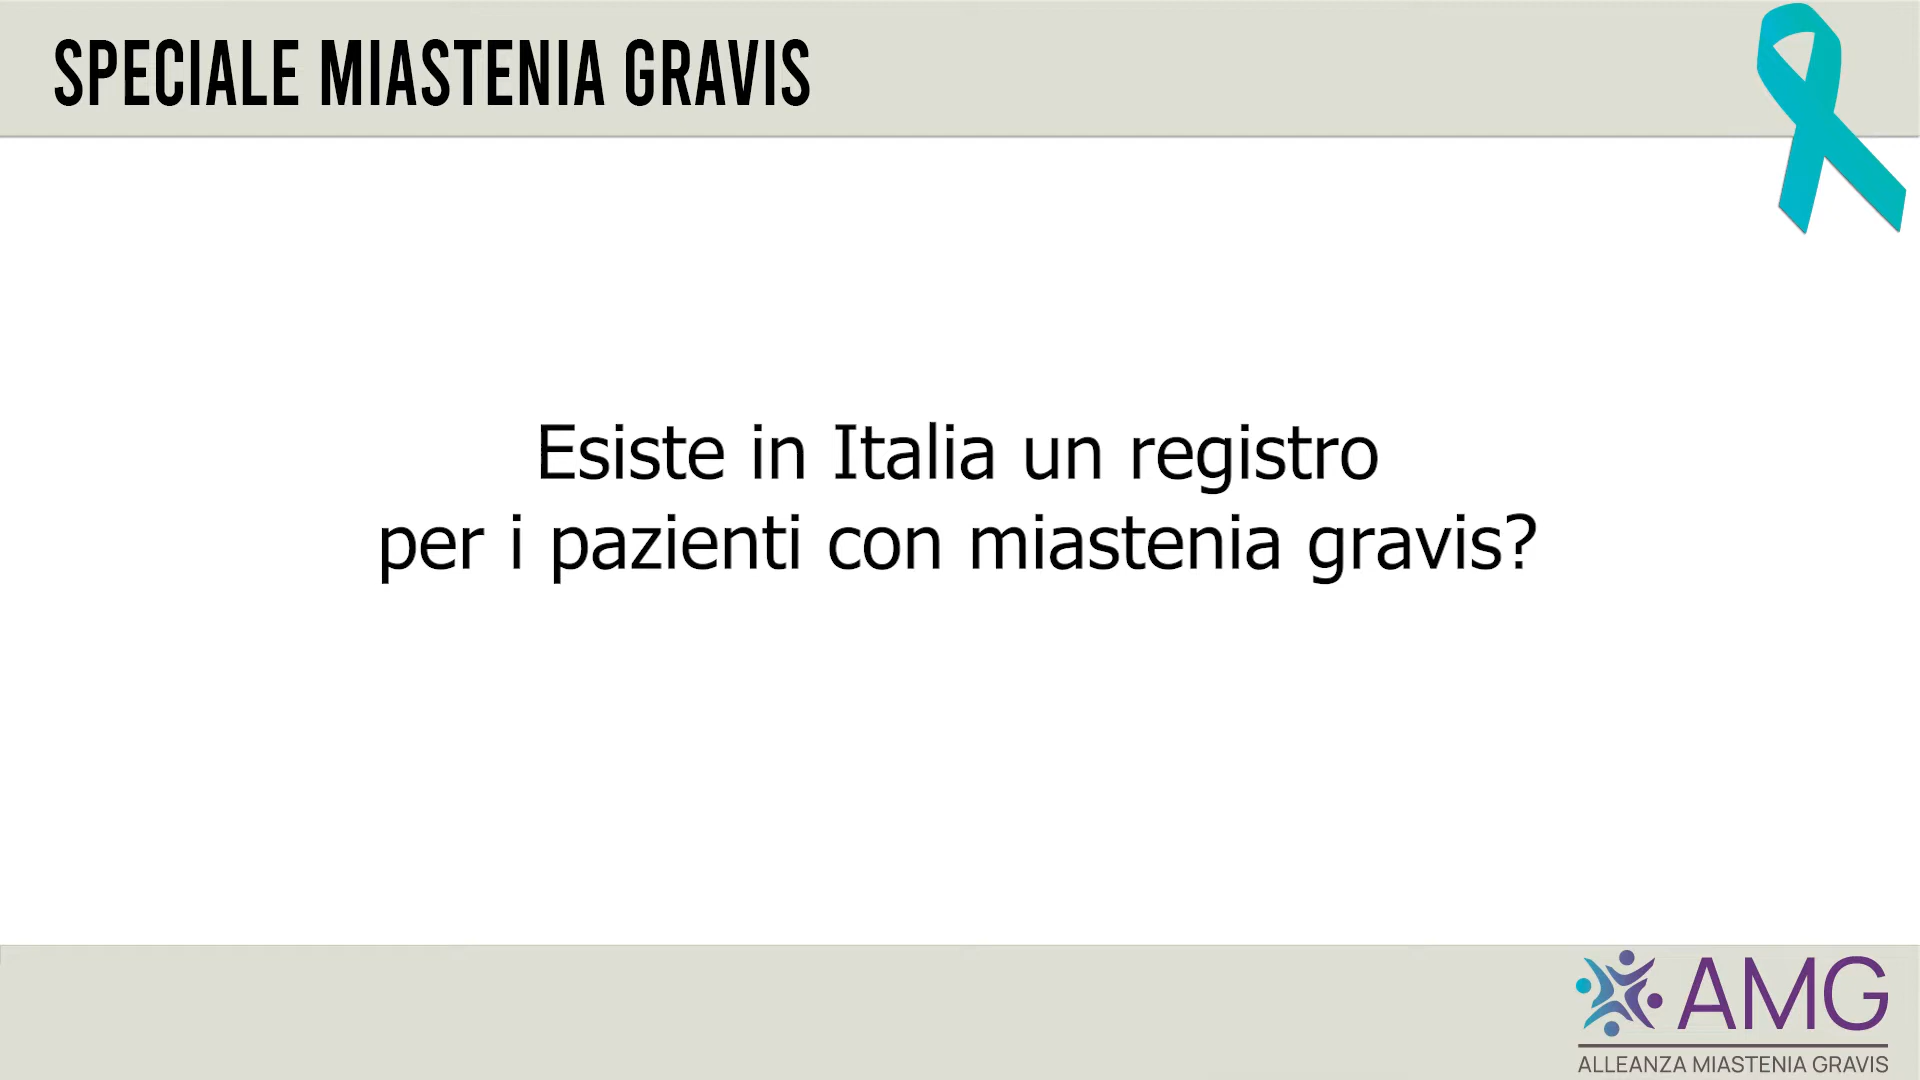 SPECIALE MIASTENIA GRAVIS
Esiste in Italia un registro
per i pazienti con miastenia gravis?
AMG
ALLEANZA MIASTENIA GRAVIS